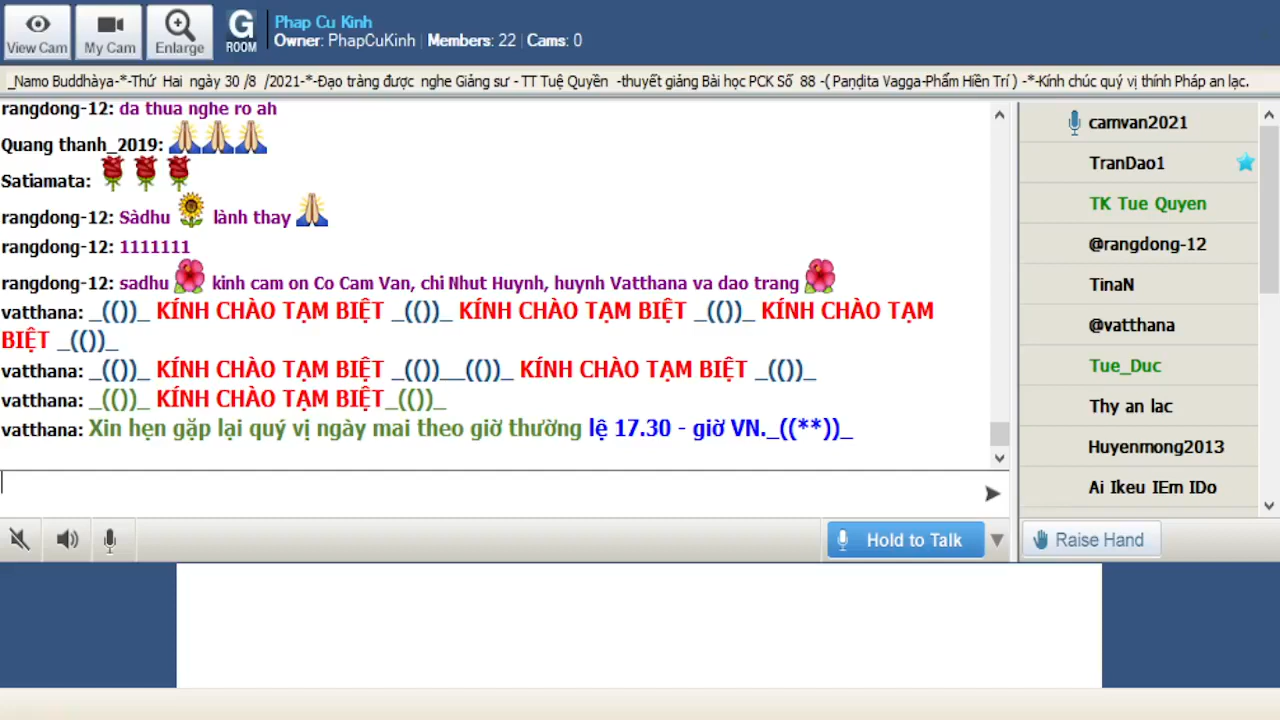 View Cam
My Cam
Enlarge
G
ROOM
Phap Cu Kinh
Owner: PhapCuKinh | Members: 22 | Cams: 0
_Namo Buddhàya-*-Thứ Hai ngày 30 /8 /2021-*-Đạo tràng được nghe Giảng sư - TT Tuệ Quyền -thuyết giảng Bài học PCK Số 88 -( Paṇḍita Vagga-Phẩm Hiền Trí ) -*-Kính chúc quý vị thính Pháp an lạc.
rangdong-12: da thua nghe ro ah
Quang thanh_2019:
Satiamata:
rangdong-12: Sàdhu lành thay
rangdong-12: 1111111
rangdong-12: sadhu kinh cam on Co Cam Van, chi Nhut Huynh, huynh Vatthana va dao trang
vatthana: _(())_ KÍNH CHÀO TẠM BIỆT _(())_ KÍNH CHÀO TẠM BIỆT _(())_ KÍNH CHÀO TẠM
BIỆT _(())_
vatthana: _(())_ KÍNH CHÀO TẠM BIỆT _(())__(())_ KÍNH CHÀO TẠM BIỆT _(())_
vatthana: _(())_ KÍNH CHÀO TẠM BIỆT_(())_
vatthana: Xin hẹn gặp lại quý vị ngày mai theo giờ thường lệ 17.30 - giờ VN._((**))_
camvan2021
TranDao1
TK Tue Quyen
@rangdong-12
TinaN
@vatthana
Tue_Duc
Thy an lac
Huyenmong2013
Ai Ikeu IEm IDo
Hold to Talk
Raise Hand